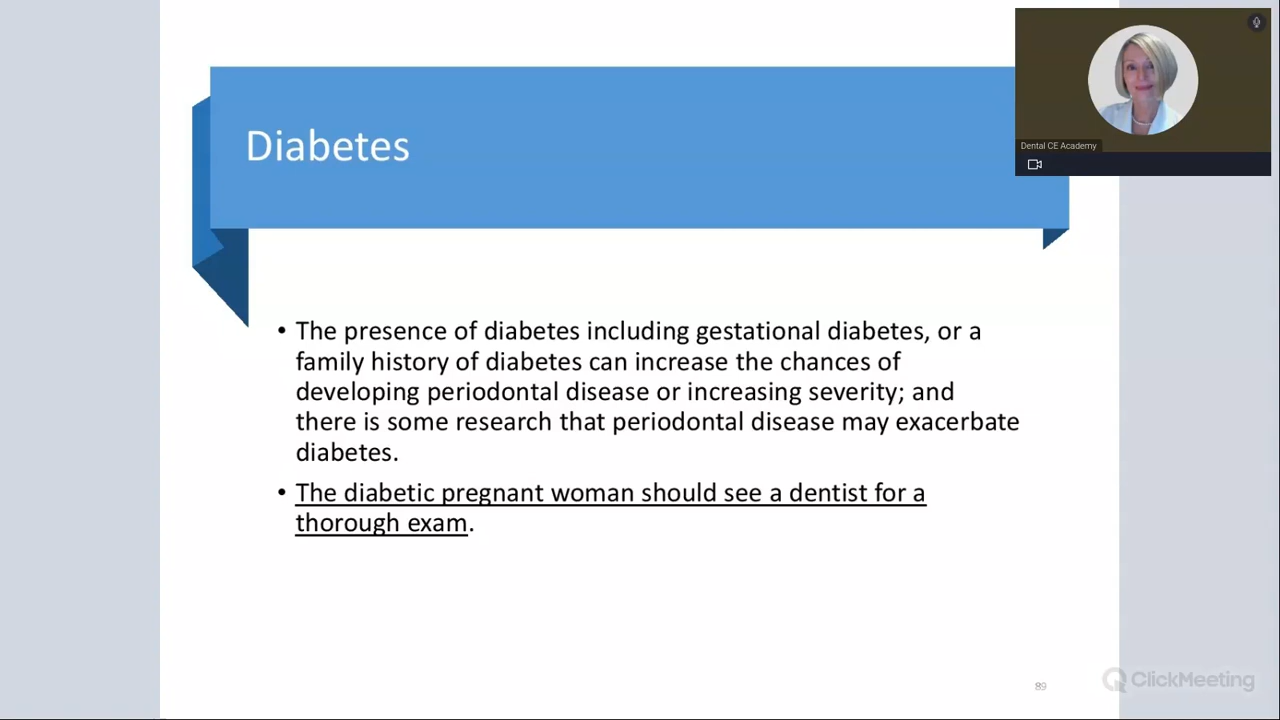 Diabetes
Dental CE Academy
• The presence of diabetes including gestational diabetes, or a
family history of diabetes can increase the chances of
developing periodontal disease or increasing severity; and
there is some research that periodontal disease may exacerbate
diabetes.
• The diabetic pregnant woman should see a dentist for a
thorough exam.
89
ClickMeeting